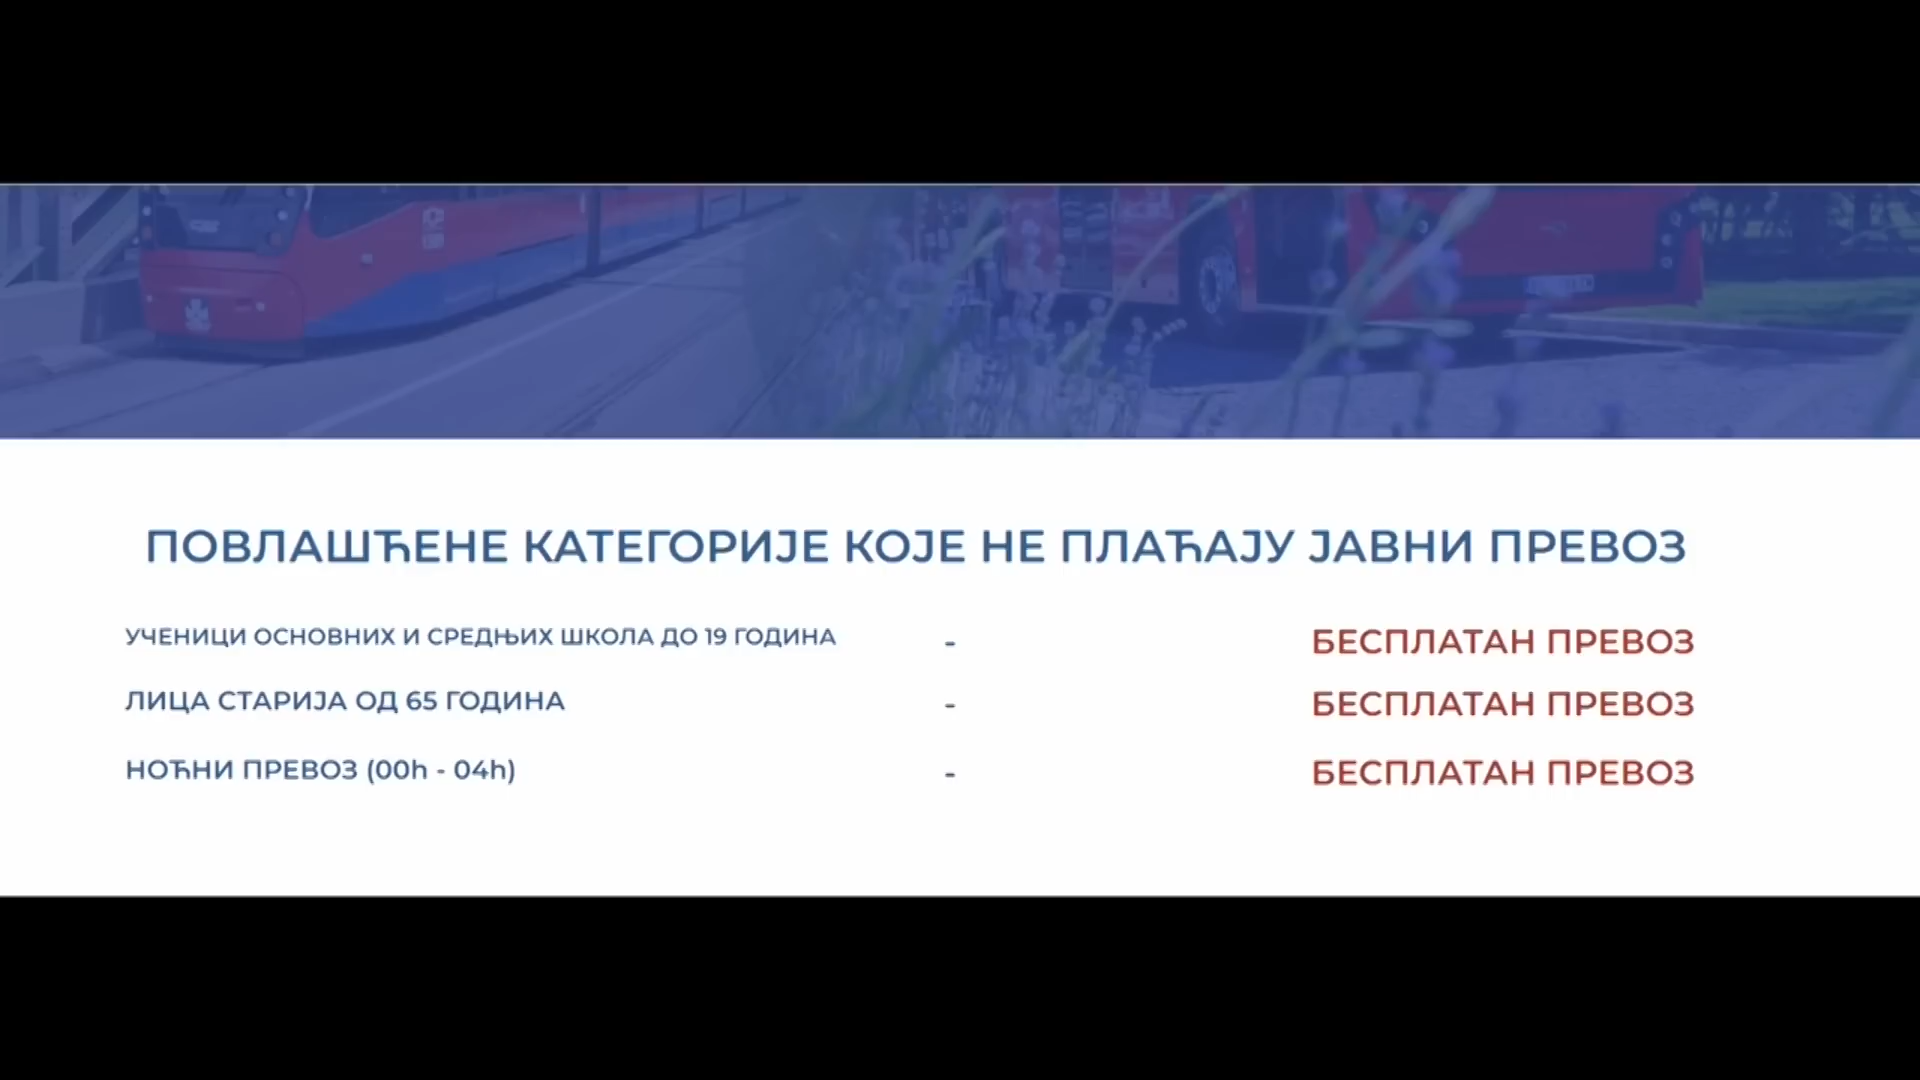 ПОВЛАШЋЕНЕ КАТЕГОРИЈЕ КОЈЕ НЕ ПЛАЋАЈУ ЈАВНИ ПРЕВОЗ
УЧЕНИЦИ ОСНОВНИХ И СРЕДЊИХ ШКОЛА ДО 19 ГОДИНА - БЕСПЛАТАН ПРЕВОЗ
ЛИЦА СТАРИЈА ОД 65 ГОДИНА - БЕСПЛАТАН ПРЕВОЗ
НОЋНИ ПРЕВОЗ (00h - 04h) - БЕСПЛАТАН ПРЕВОЗ